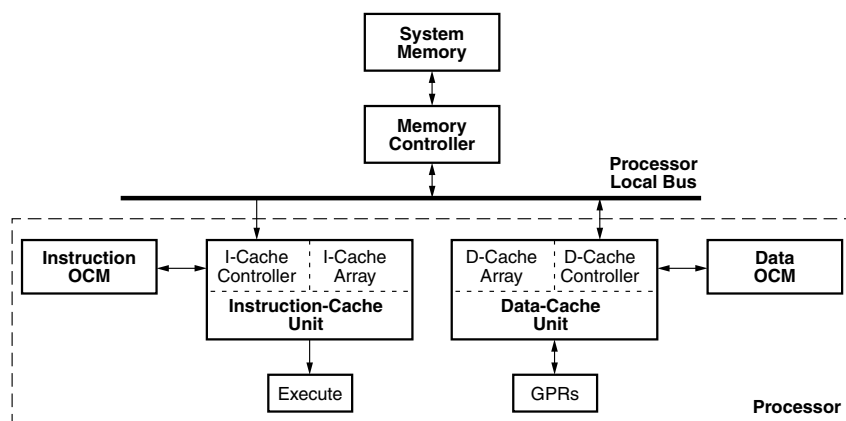 System
Memory
Memory
Controller
Processor
Local Bus
Instruction
OCM
I-Cache
Controller
I-Cache
Array
Instruction-Cache
Unit
D-Cache
Array
D-Cache
Controller
Data-Cache
Unit
Data
OCM
Execute
GPRs
Processor